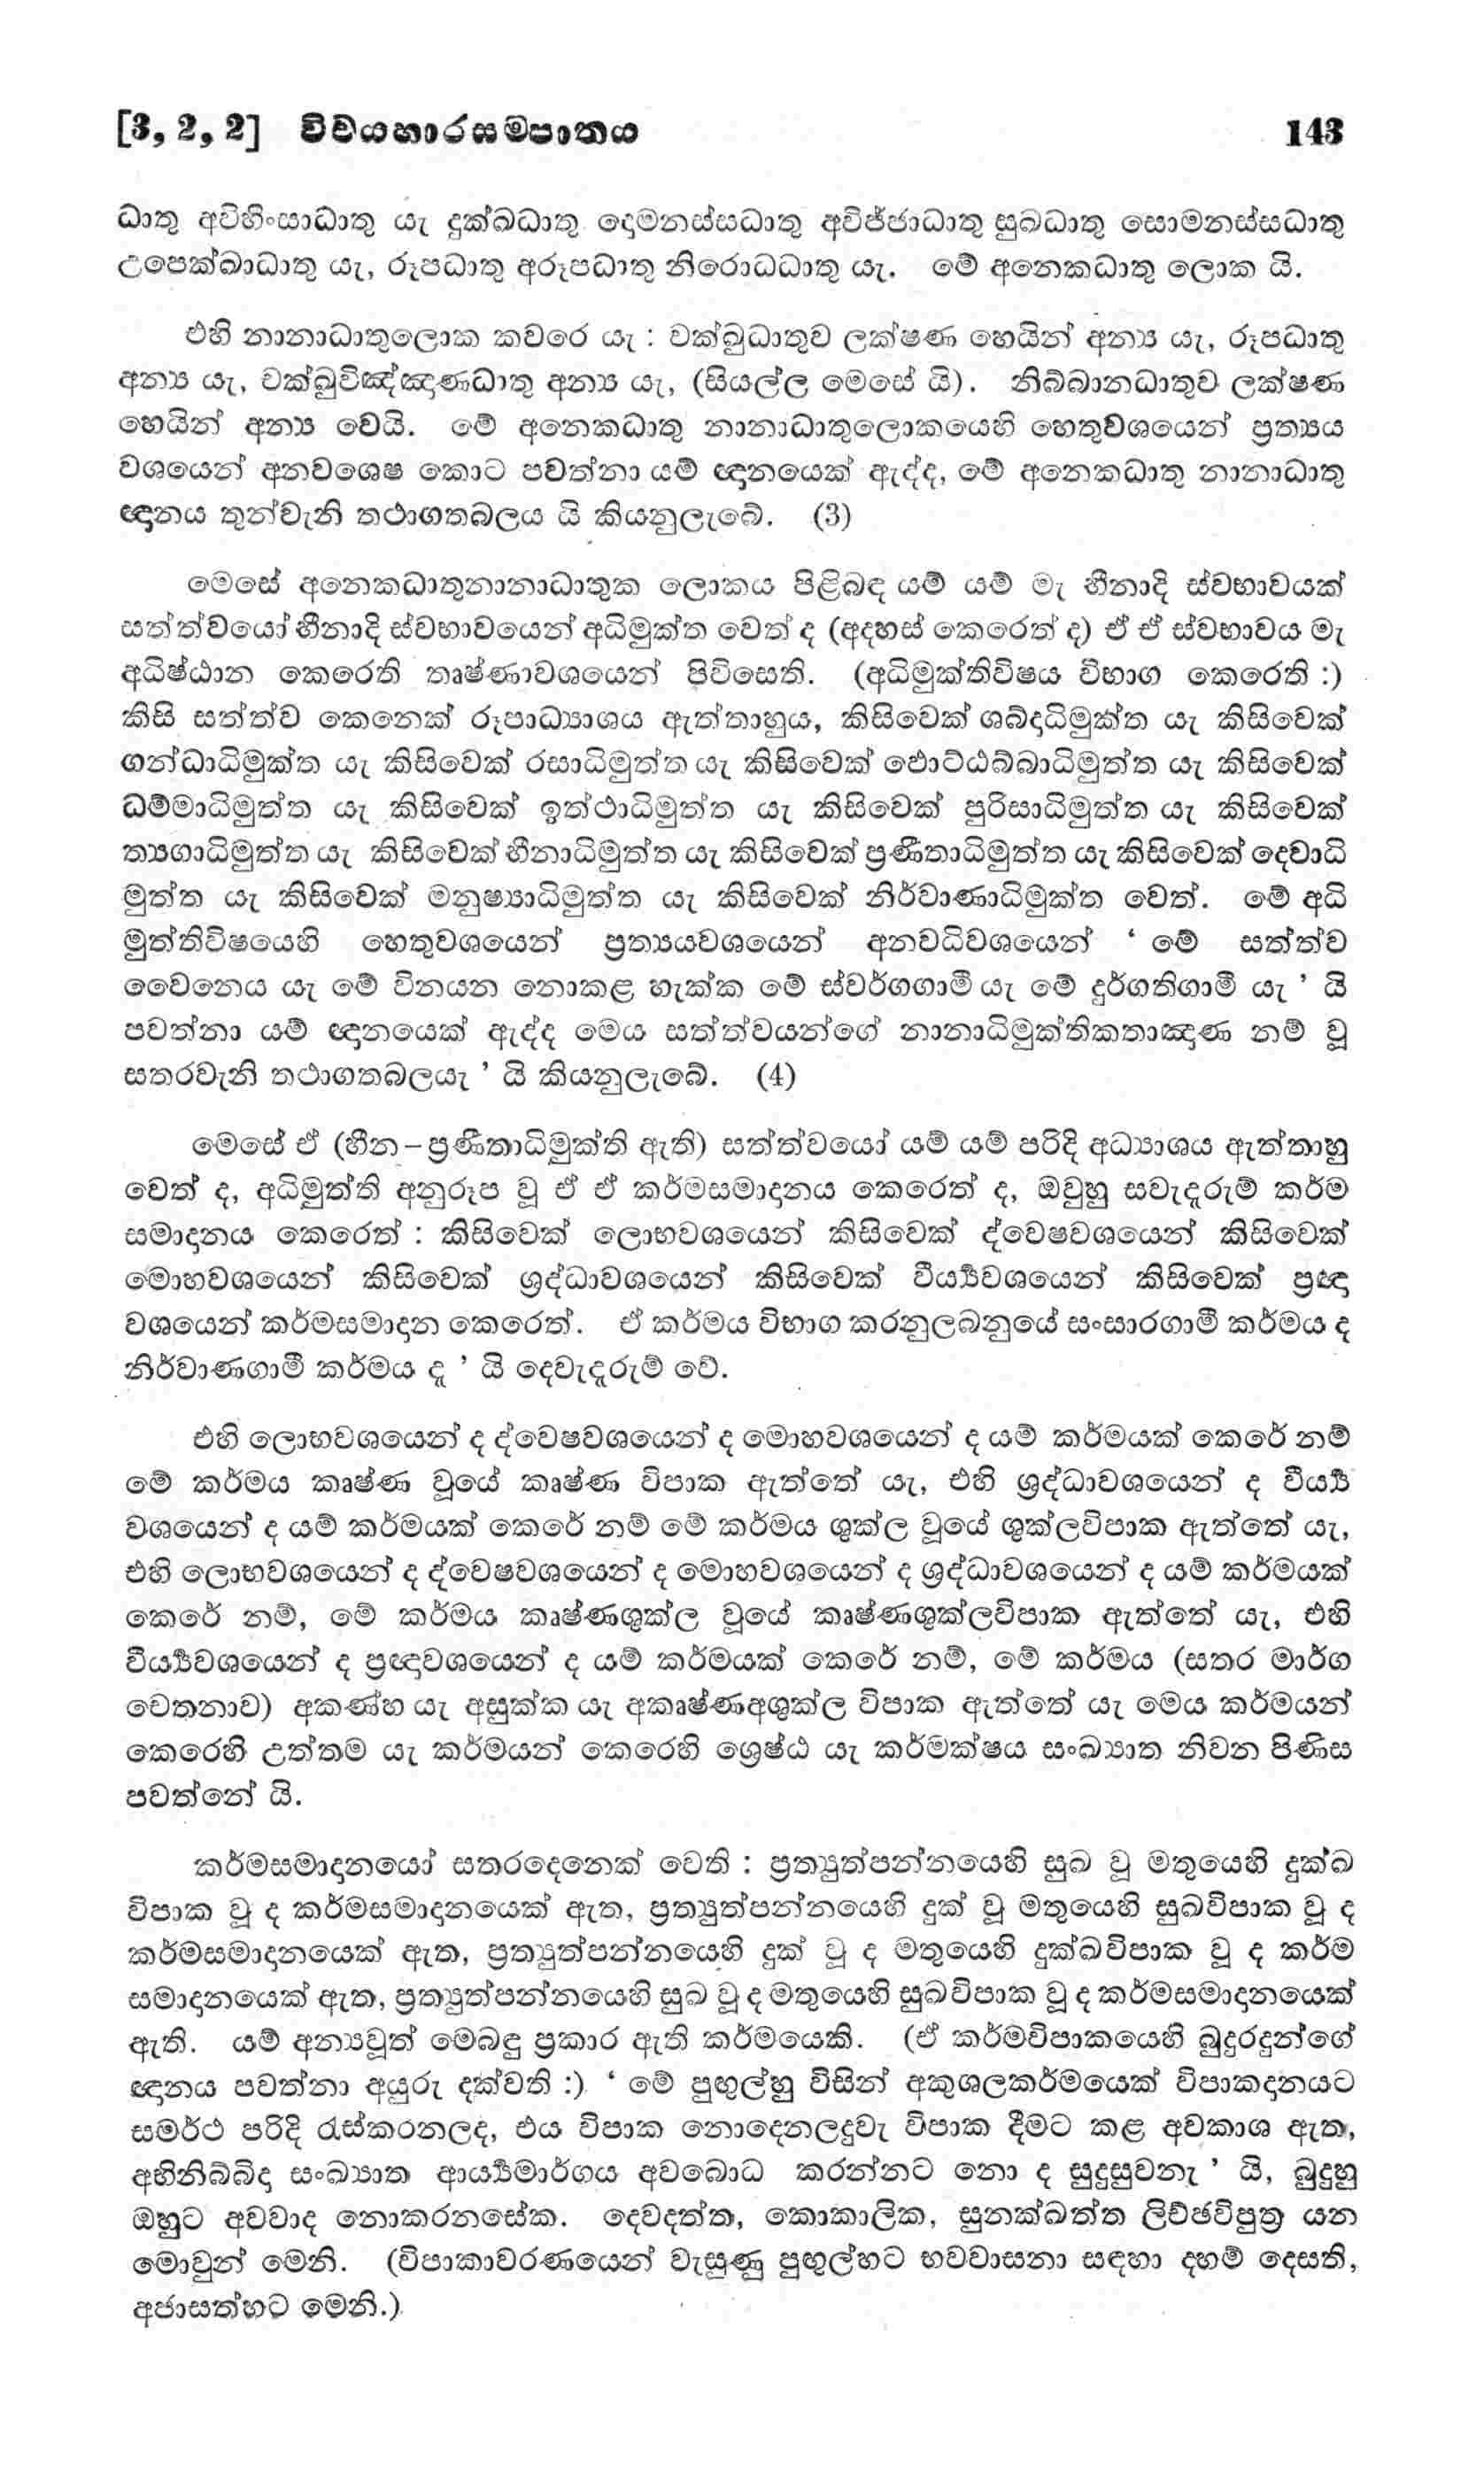 [3, 2, 2] විචයහාරසම්පාතය 143
ධාතු අවිහිංසාධාතු යැ දුක්ඛධාතු දෙමනස්සධාතු අවිජ්ජාධාතු සුඛධාතු සොමනස්සධාතු
උපෙක්ඛාධාතු යැ, රූපධාතු අරූපධාතු නිරොධධාතු යැ. මේ අනෙකධාතු ලොක යි.
එහි නානාධාතුලොක කවරෙ යැ : චක්ඛුධාතුව ලක්ෂණ හෙයින් අන්‍ය යැ, රූපධාතු
අන්‍ය යැ, චක්ඛුවිඤ්ඤාණධාතු අන්‍ය යැ, (සියල්ල මෙසේ යි). නිබ්බානධාතුව ලක්ෂණ
හෙයින් අන්‍ය වෙයි. මේ අනෙකධාතු නානාධාතුලොකයෙහි හෙතුවශයෙන් ප්‍රත්‍යය
වශයෙන් අනවශෙෂ කොට පවත්නා යම් ඥානයෙක් ඇද්ද, මේ අනෙකධාතු නානාධාතු
ඥානය තුන්වැනි තථාගතබලය යි කියනුලැබේ. (3)
මෙසේ අනෙකධාතුනානාධාතුක ලොකය පිළිබඳ යම් යම් මැ හීනාදි ස්වභාවයක්
සත්ත්වයෝ හීනාදි ස්වභාවයෙන් අධිමුක්ත වෙත් ද (අදහස් කෙරෙත් ද) ඒ ඒ ස්වභාවය මැ
අධිෂ්ඨාන කෙරෙති තෘෂ්ණාවශයෙන් පිවිසෙති. (අධිමුක්තිවිෂය විභාග කෙරෙති :)
කිසි සත්ත්ව කෙනෙක් රූපාධ්‍යාශය ඇත්තාහුය, කිසිවෙක් ශබ්දාධිමුක්ත යැ කිසිවෙක්
ගන්ධාධිමුක්ත යැ කිසිවෙක් රසාධිමුත්ත යැ කිසිවෙක් ඵොට්ඨබ්බාධිමුත්ත යැ කිසිවෙක්
ධම්මාධිමුත්ත යැ කිසිවෙක් ඉත්ථාධිමුත්ත යැ කිසිවෙක් පුරිසාධිමුත්ත යැ කිසිවෙක්
ත්‍යගාධිමුත්ත යැ කිසිවෙක් හීනාධිමුත්ත යැ කිසිවෙක් ප්‍රණීතාධිමුත්ත යැ කිසිවෙක් දෙවාධි
මුත්ත යැ කිසිවෙක් මනුෂ්‍යාධිමුත්ත යැ කිසිවෙක් නිර්වාණාධිමුක්ත වෙත්. මේ අධි
මුත්තිවිෂයෙහි හෙතුවශයෙන් ප්‍රත්‍යයවශයෙන් අනවධිවශයෙන් ‘ මේ සත්ත්ව
වෛනෙය යැ මේ විනයන නොකළ හැක්ක මේ ස්වර්ගගාමී යැ මේ දුර්ගතිගාමී යැ ’ යි
පවත්නා යම් ඥානයෙක් ඇද්ද මෙය සත්ත්වයන්ගේ නානාධිමුක්තිකතාඤාණ නම් වූ
සතරවැනි තථාගතබලයැ ’ යි කියනුලැබේ. (4)
මෙසේ ඒ (හීන – ප්‍රණීතාධිමුක්ති ඇති) සත්ත්වයෝ යම් යම් පරිදි අධ්‍යාශය ඇත්තාහු
වෙත් ද, අධිමුත්ති අනුරූප වූ ඒ ඒ කර්මසමාදානය කෙරෙත් ද, ඔවුහු සවැදෑරුම් කර්ම
සමාදානය කෙරෙත් : කිසිවෙක් ලොභවශයෙන් කිසිවෙක් ද්වෙෂවශයෙන් කිසිවෙක්
මොහවශයෙන් කිසිවෙක් ශ්‍රද්ධාවශයෙන් කිසිවෙක් වීර්‍ය්‍යවශයෙන් කිසිවෙක් ප්‍රඥා
වශයෙන් කර්මසමාදාන කෙරෙත්. ඒ කර්මය විභාග කරනුලබනුයේ සංසාරගාමී කර්මය ද
නිර්වාණගාමී කර්මය දැ ’ යි දෙවැදෑරුම් වේ.
එහි ලොභවශයෙන් ද ද්වෙෂවශයෙන් ද මොහවශයෙන් ද යම් කර්මයක් කෙරේ නම්
මේ කර්මය කෘෂ්ණ වූයේ කෘෂ්ණ විපාක ඇත්තේ යැ, එහි ශ්‍රද්ධාවශයෙන් ද වීර්‍ය්‍ය
වශයෙන් ද යම් කර්මයක් කෙරේ නම් මේ කර්මය ශුක්ල වූයේ ශුක්ලවිපාක ඇත්තේ යැ,
එහි ලොභවශයෙන් ද ද්වෙෂවශයෙන් ද මොහවශයෙන් ද ශ්‍රද්ධාවශයෙන් ද යම් කර්මයක්
කෙරේ නම්, මේ කර්මය කෘෂ්ණශුක්ල වූයේ කෘෂ්ණශුක්ලවිපාක ඇත්තේ යැ, එහි
වීර්‍ය්‍යවශයෙන් ද ප්‍රඥාවශයෙන් ද යම් කර්මයක් කෙරේ නම්, මේ කර්මය (සතර මාර්ග
චෙතනාව) අකණ්හ යැ අසුක්ක යැ අකෘෂ්ණඅශුක්ල විපාක ඇත්තේ යැ මෙය කර්මයන්
කෙරෙහි උත්තම යැ කර්මයන් කෙරෙහි ශ්‍රෙෂ්ඨ යැ කර්මක්ෂය සංඛ්‍යාත නිවන පිණිස
පවත්නේ යි.
කර්මසමාදානයෝ සතරදෙනෙක් වෙති : ප්‍රත්‍යුත්පන්නයෙහි සුඛ වූ මතුයෙහි දුක්ඛ
විපාක වූ ද කර්මසමාදානයෙක් ඇත, ප්‍රත්‍යුත්පන්නයෙහි දුක් වූ මතුයෙහි සුඛවිපාක වූ ද
කර්මසමාදානයෙක් ඇත, ප්‍රත්‍යුත්පන්නයෙහි දුක් වූ ද මතුයෙහි දුක්ඛවිපාක වූ ද කර්ම
සමාදානයෙක් ඇත, ප්‍රත්‍යුත්පන්නයෙහි සුඛ වූ ද මතුයෙහි සුඛවිපාක වූ ද කර්මසමාදානයෙක්
ඇති. යම් අන්‍යවූත් මෙබඳු ප්‍රකාර ඇති කර්මයෙකි. (ඒ කර්මවිපාකයෙහි බුදුරදුන්ගේ
ඥානය පවත්නා අයුරු දක්වති :) ‘ මේ පුඟුල්හු විසින් අකුශලකර්මයෙක් විපාකදානයට
සමර්ථ පරිදි රැස්කරනලද, එය විපාක නොදෙනලදුවැ විපාක දීමට කළ අවකාශ ඇත,
අභිනිබ්බිදා සංඛ්‍යාත ආර්‍ය්‍යමාර්ගය අවබොධ කරන්නට නො ද සුදුසුවනැ ’ යි, බුදුහු
ඔහුට අවවාද නොකරනසේක. දෙවදත්ත, කොකාලික, සුනක්ඛත්ත ලිච්ඡවිපුත්‍ර යන
මොවුන් මෙනි. (විපාකාවරණයෙන් වැසුණු පුඟුල්හට භවවාසනා සඳහා දහම් දෙසති,
අජාසත්හට මෙනි.)